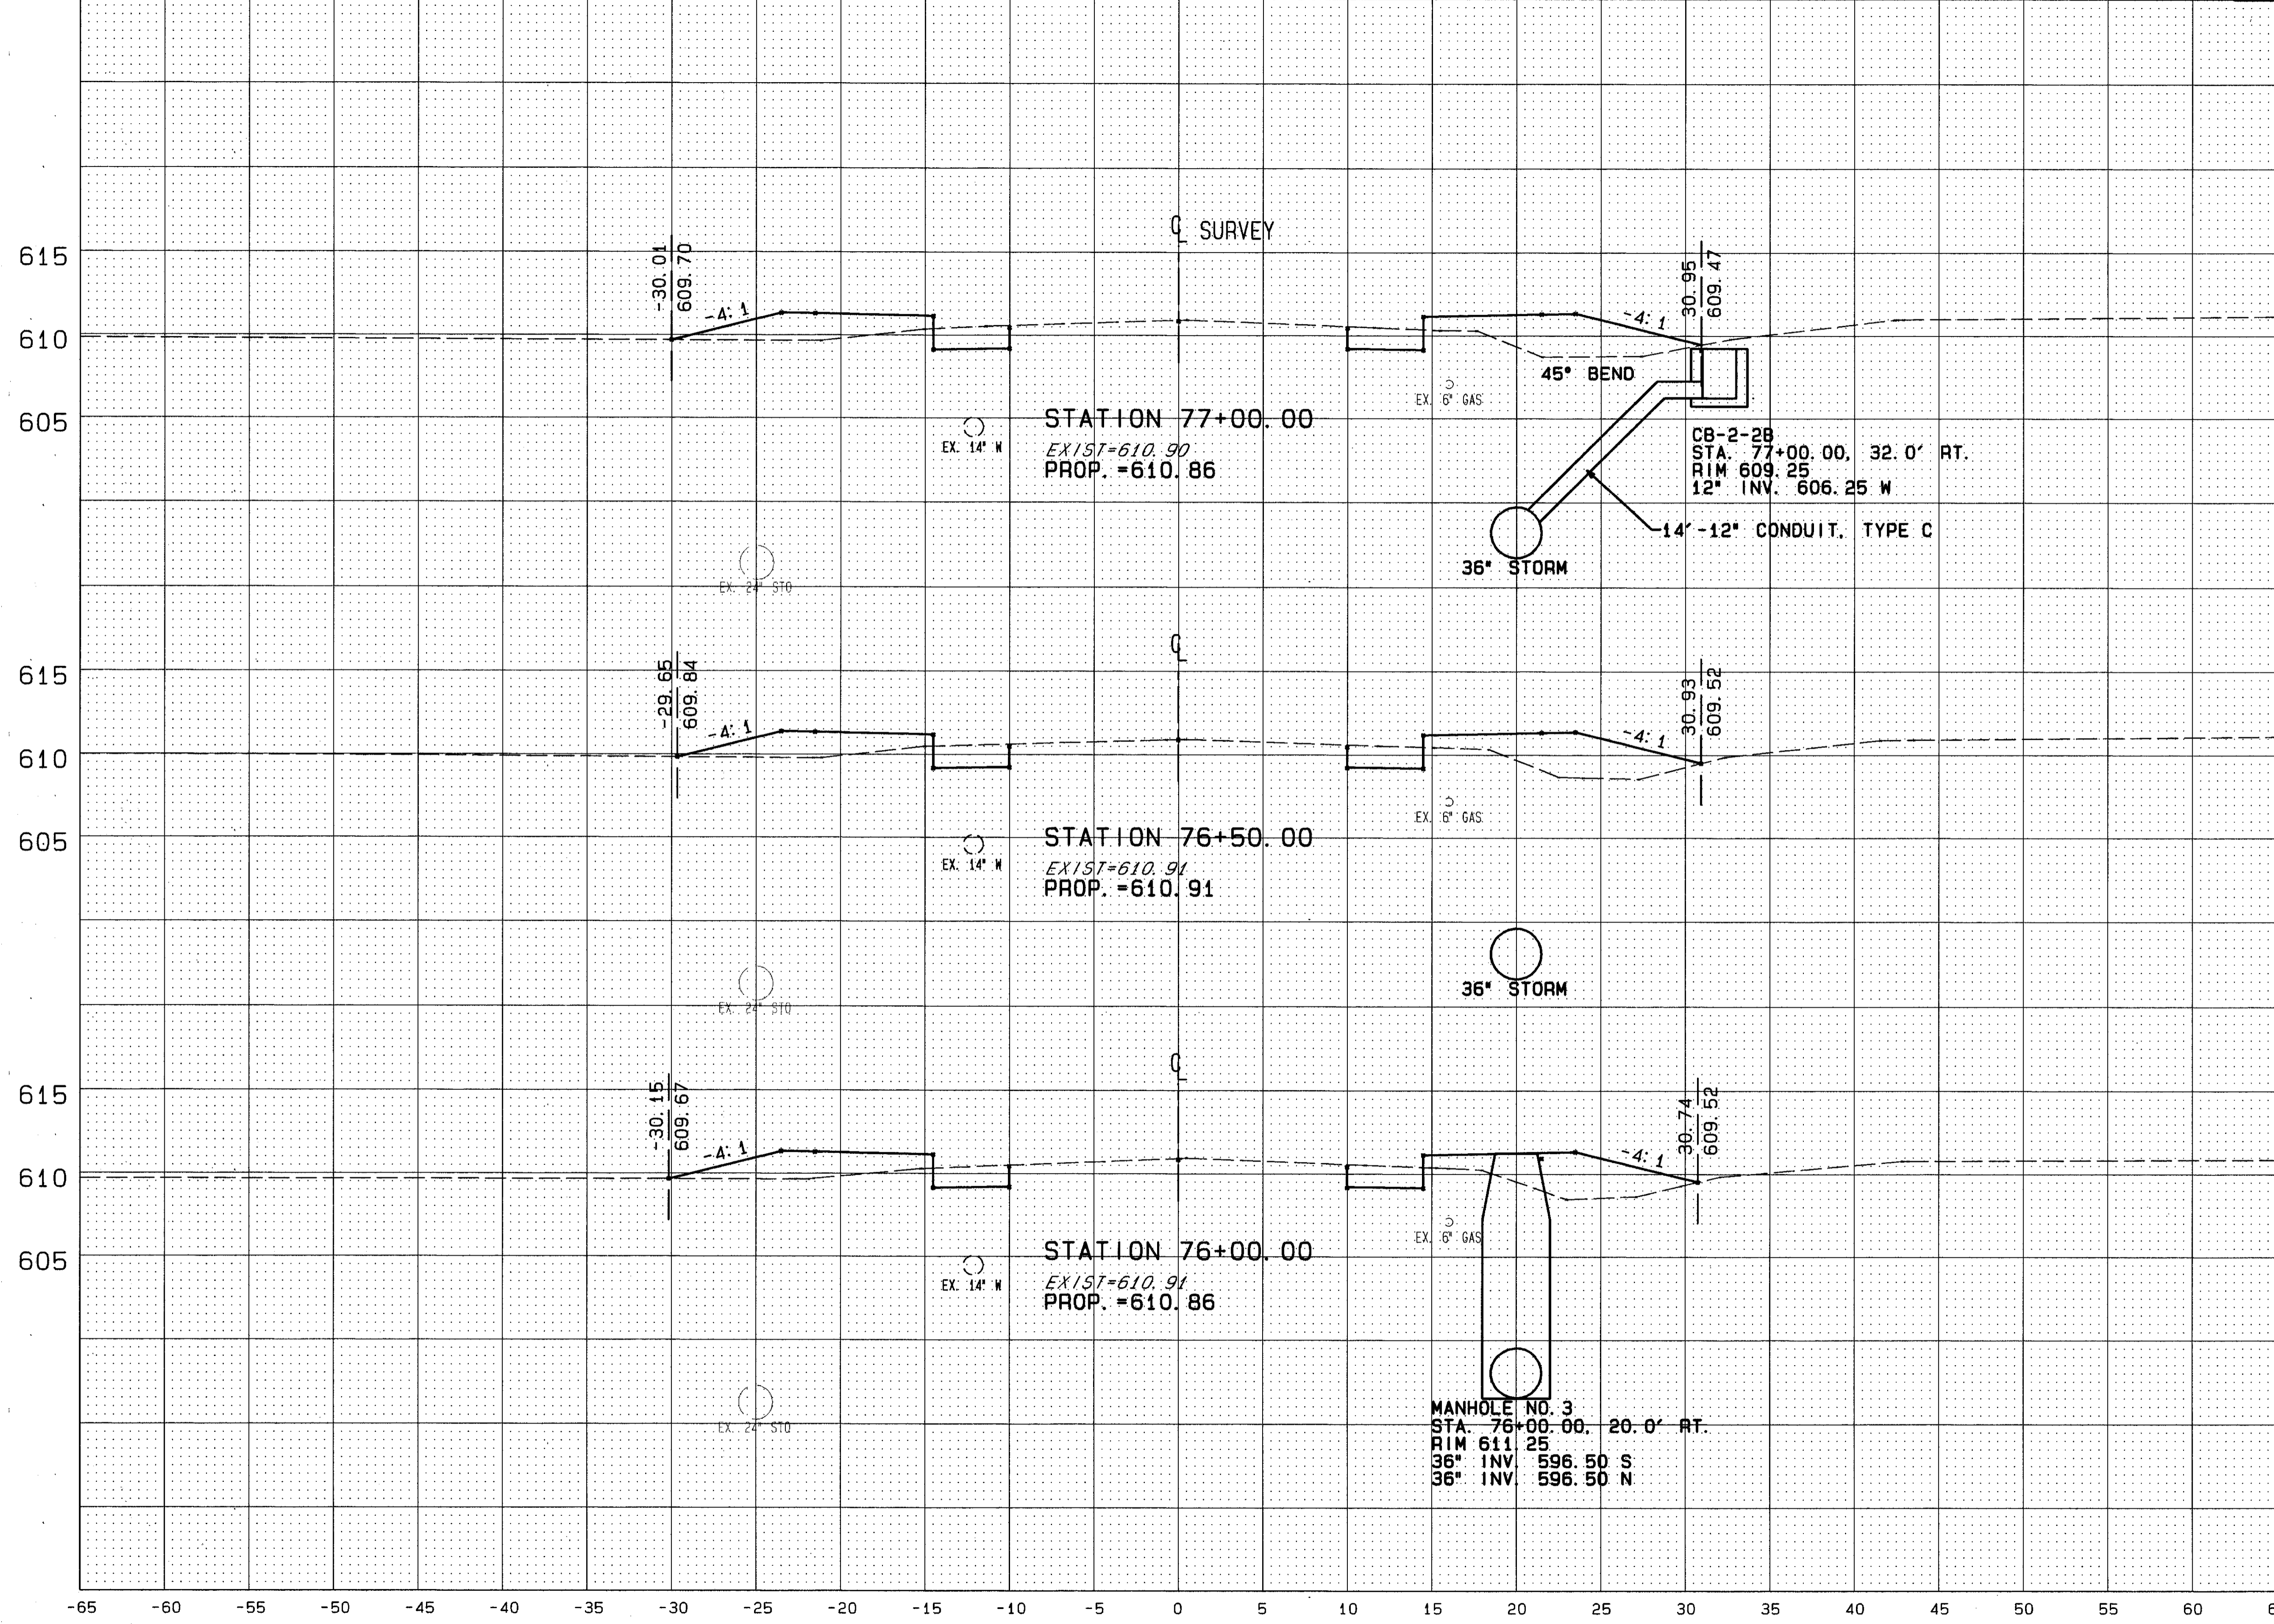 ℄ SURVEY
615
-30.01
609.70
30.95
609.47
-4:1
-4:1
610
45° BEND
EX. 6" GAS
605
STATION 77+00.00
EX. 14" W
EXIST=610.90
PROP.=610.86
CB-2-2B
STA. 77+00.00, 32.0' RT.
RIM 609.25
12" INV. 606.25 W
14'-12" CONDUIT, TYPE C
36" STORM
EX. 24" STO
℄
615
-29.65
609.84
30.93
609.52
-4:1
-4:1
610
EX. 6" GAS
605
STATION 76+50.00
EX. 14" W
EXIST=610.91
PROP.=610.91
36" STORM
EX. 24" STO
℄
615
-30.15
609.67
30.74
609.52
-4:1
-4:1
610
EX. 6" GAS
605
STATION 76+00.00
EX. 14" W
EXIST=610.91
PROP.=610.86
MANHOLE NO. 3
STA. 76+00.00, 20.0' RT.
RIM 611.25
36" INV. 596.50 S
36" INV. 596.50 N
EX. 24" STO
-65 -60 -55 -50 -45 -40 -35 -30 -25 -20 -15 -10 -5 0 5 10 15 20 25 30 35 40 45 50 55 60